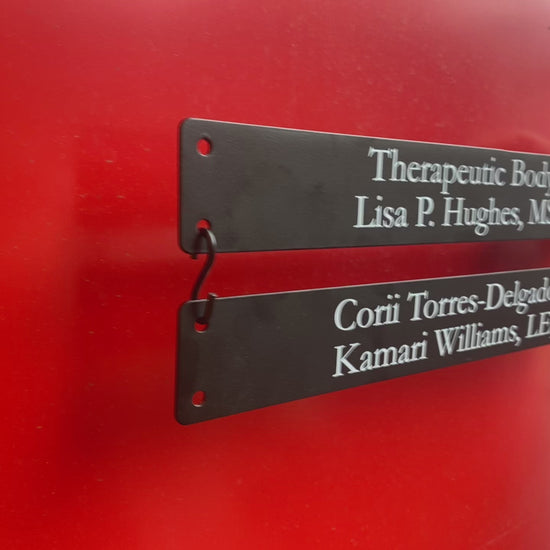 Therapeutic Body
Lisa P. Hughes, MS
Corii Torres-Delgado
Kamari Williams, LE